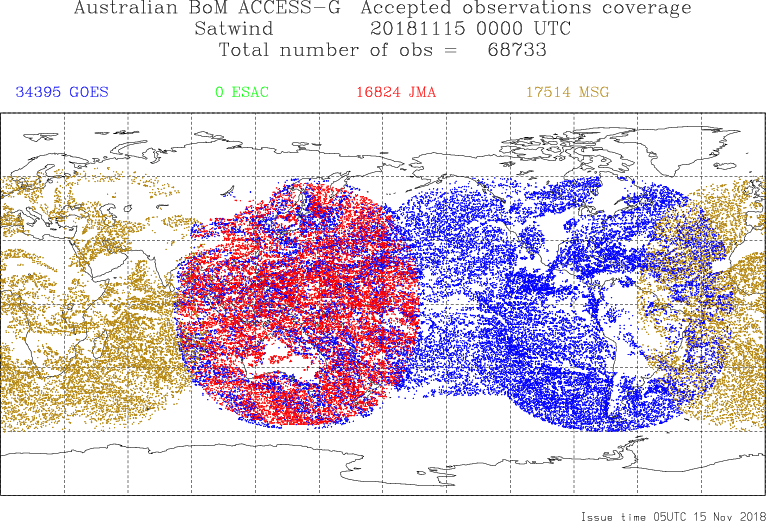 Australian BoM ACCESS-G Accepted observations coverage
Satwind 20181115 0000 UTC
Total number of obs = 68733
34395 GOES 0 ESAC 16824 JMA 17514 MSG
Issue time 05UTC 15 Nov 2018